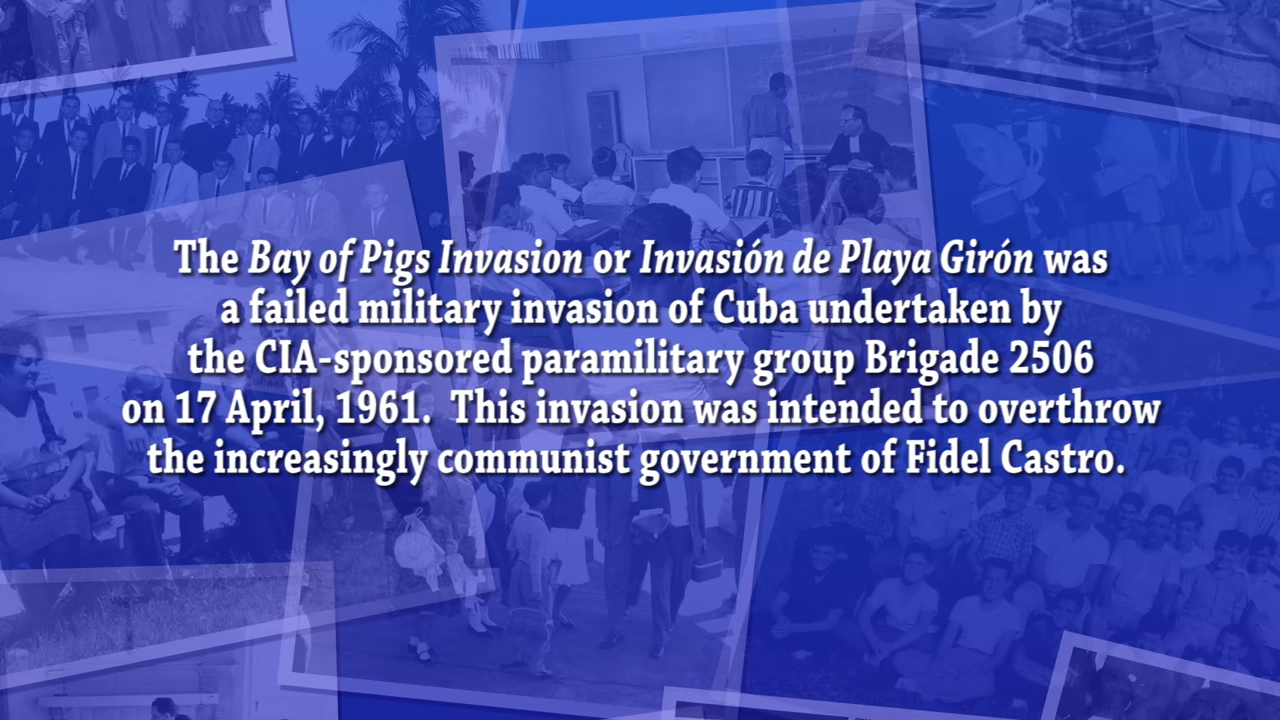 The Bay of Pigs Invasion or Invasión de Playa Girón was
a failed military invasion of Cuba undertaken by
the CIA-sponsored paramilitary group Brigade 2506
on 17 April, 1961.  This invasion was intended to overthrow
the increasingly communist government of Fidel Castro.